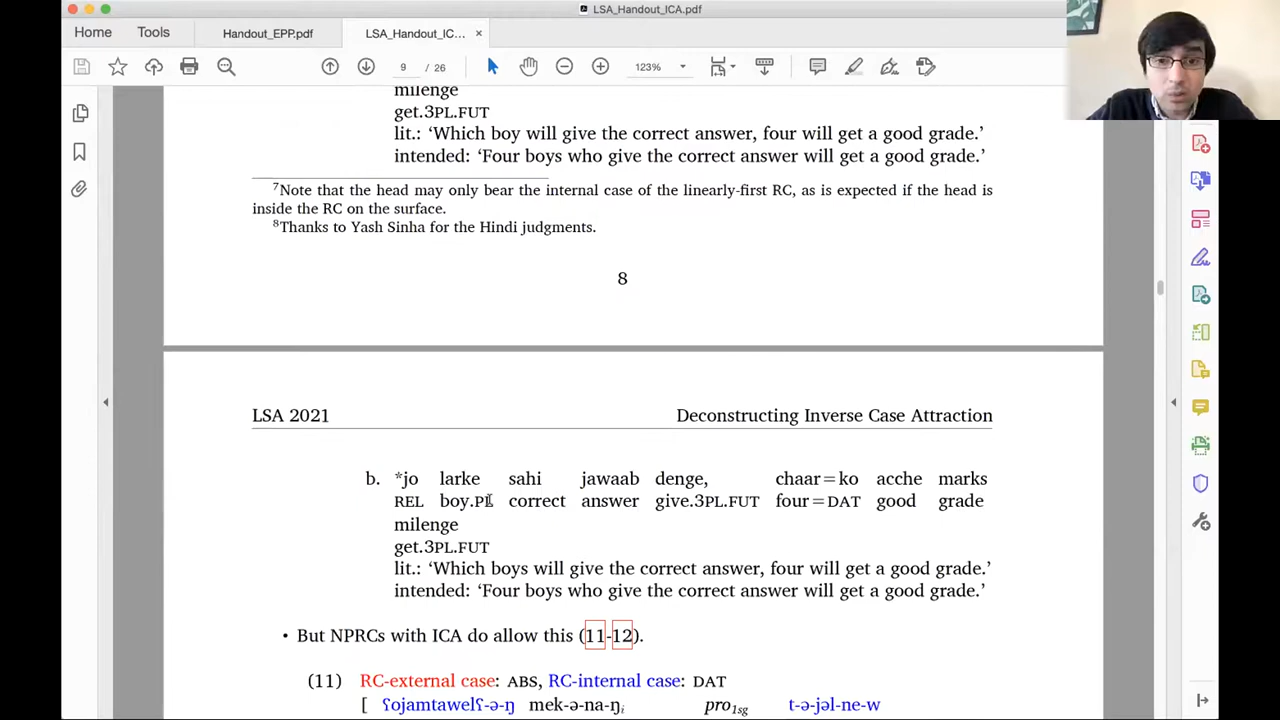 LSA_Handout_ICA.pdf
Home Tools Handout_EPP.pdf LSA_Handout_IC... ×
9 / 26 123%
milenge
get.3PL.FUT
lit.: ‘Which boy will give the correct answer, four will get a good grade.’
intended: ‘Four boys who give the correct answer will get a good grade.’
7Note that the head may only bear the internal case of the linearly-first RC, as is expected if the head is
inside the RC on the surface.
8Thanks to Yash Sinha for the Hindi judgments.
8
LSA 2021 Deconstructing Inverse Case Attraction
b. *jo larke sahi jawaab denge, chaar=ko acche marks
REL boy.PL correct answer give.3PL.FUT four=DAT good grade
milenge
get.3PL.FUT
lit.: ‘Which boys will give the correct answer, four will get a good grade.’
intended: ‘Four boys who give the correct answer will get a good grade.’
• But NPRCs with ICA do allow this (11-12).
(11) RC-external case: ABS, RC-internal case: DAT
[ ʕojamtawelʕ-ə-ŋ mek-ə-na-ŋi pro1sg t-ə-jəl-ne-w